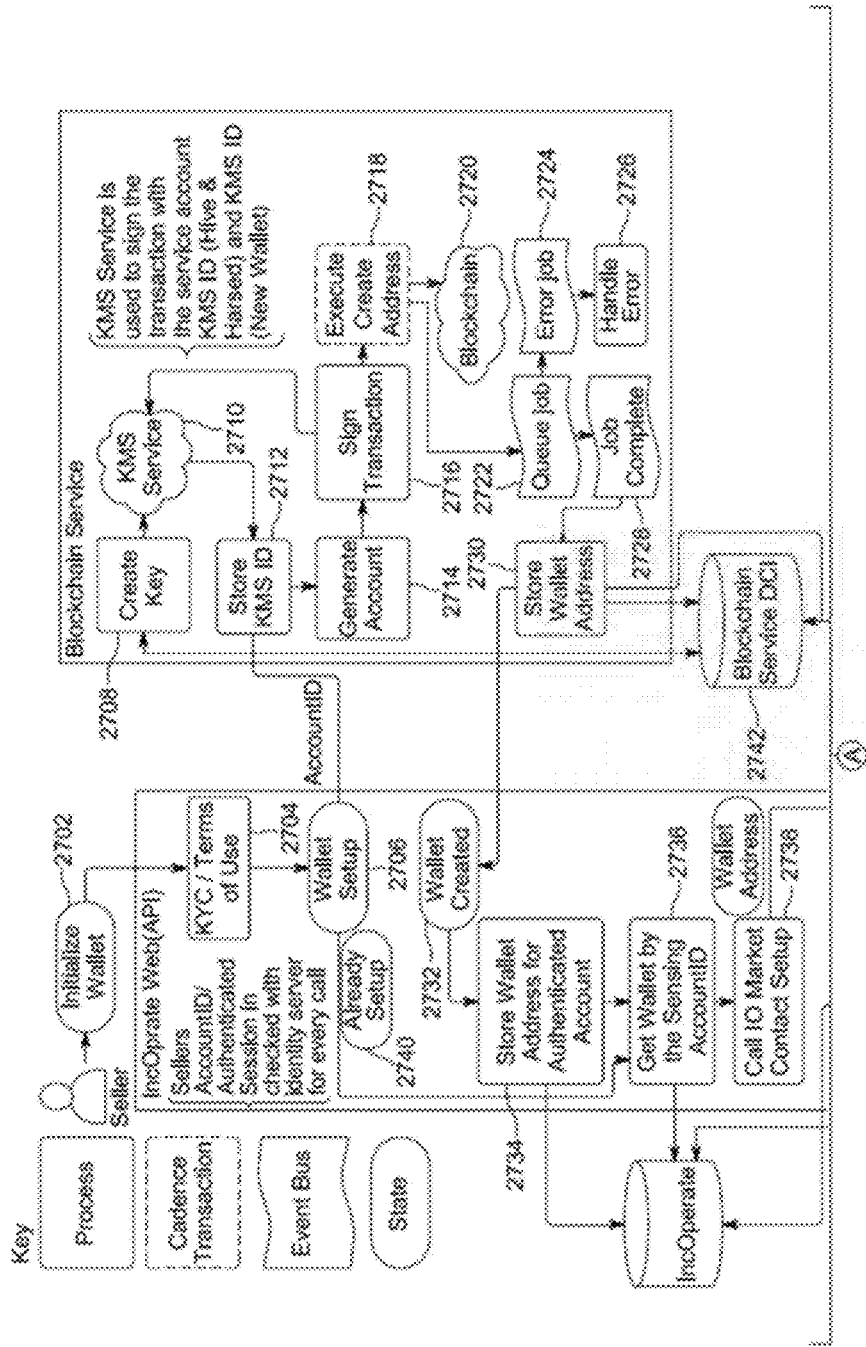 Key
Process
Cadence
Transaction
Event Bus
State
Seller
Initialize
Wallet
2702
IncOprate Web(API)
Sellers
AccountID/
Authenticated
Session In
checked with
identity server
for every call
KYC / Terms
of Use
2704
Wallet
Setup
2706
Already
Setup
2740
AccountID
Wallet
Created
2732
Store Wallet
Address for
Authenticated
Account
2734
Get Wallet by
the Sensing
AccountID
2736
Wallet
Address
Call IO Market
Contact Setup
2738
IncOperate
Blockchain Service
Create
Key
2708
KMS
Service
2710
KMS Service is
used to sign the
transaction with
the service account
KMS ID (Hive &
Harsed) and KMS ID
(New Wallet)
Store
KMS ID
2712
Generate
Account
2714
Sign
Transaction
2716
Execute
Create
Address
2718
Blockchain
2720
Queue job
2722
Error job
2724
Handle
Error
2726
Job
Complete
2728
Store
Wallet
Address
2730
Blockchain
Service DCI
2742
A